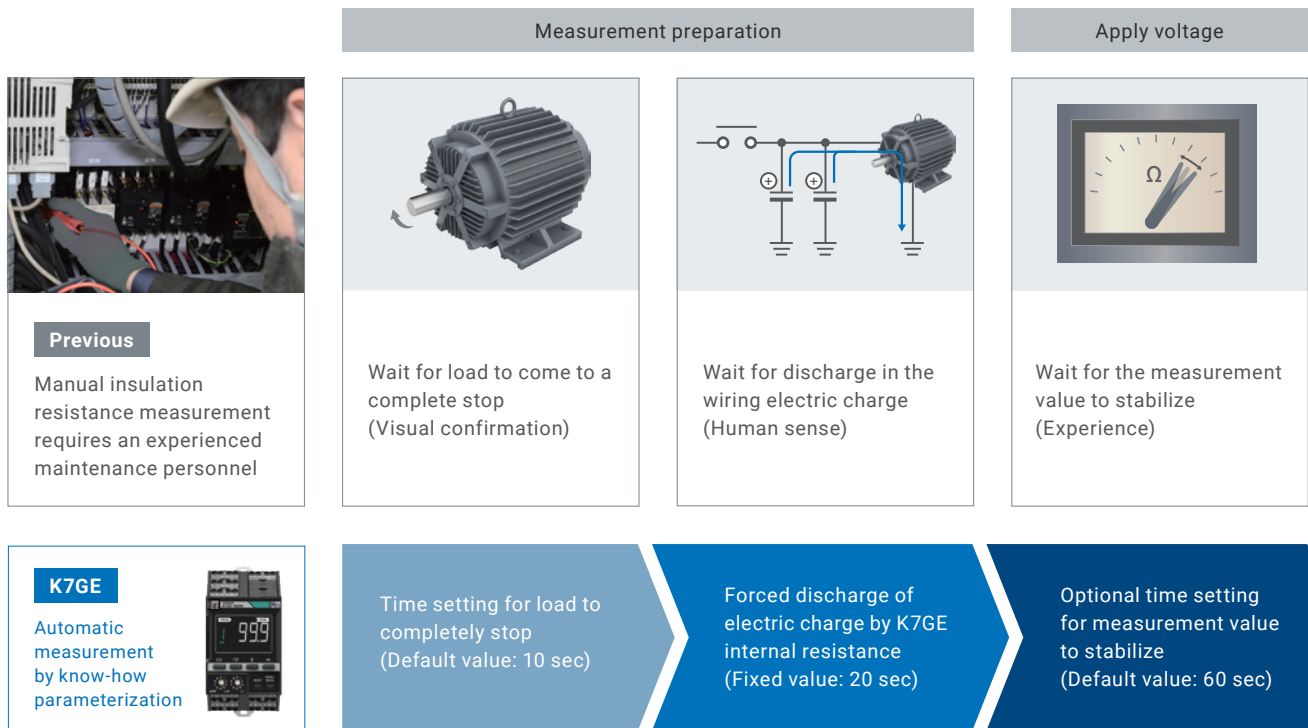 Measurement preparation
Apply voltage
Ω
Previous
Manual insulation
resistance measurement
requires an experienced
maintenance personnel
Wait for load to come to a
complete stop
(Visual confirmation)
+ +
Wait for discharge in the
wiring electric charge
(Human sense)
Wait for the measurement
value to stabilize
(Experience)
K7GE
Automatic
measurement
by know-how
parameterization
99.9
Time setting for load to
completely stop
(Default value: 10 sec)
Forced discharge of
electric charge by K7GE
internal resistance
(Fixed value: 20 sec)
Optional time setting
for measurement value
to stabilize
(Default value: 60 sec)